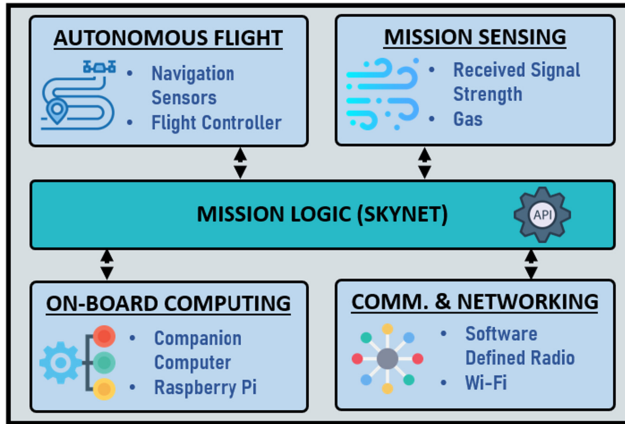 AUTONOMOUS FLIGHT
• Navigation
Sensors
• Flight Controller
MISSION SENSING
• Received Signal
Strength
• Gas
MISSION LOGIC (SKYNET)
API
ON-BOARD COMPUTING
• Companion
Computer
• Raspberry Pi
COMM. & NETWORKING
• Software
Defined Radio
• Wi-Fi